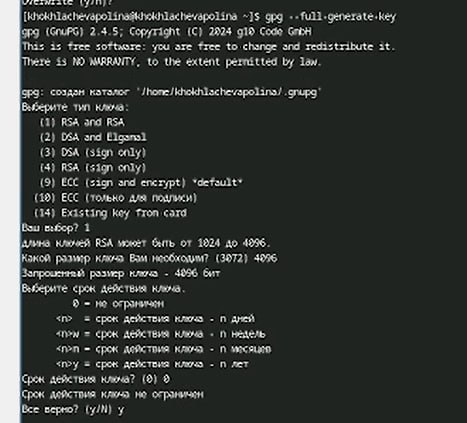 Overwrite (y/n)?
[khokhlachevapolina@khokhlachevapolina ~]$ gpg --full-generate-key
gpg (GnuPG) 2.4.5; Copyright (C) 2024 g10 Code GmbH
This is free software: you are free to change and redistribute it.
There is NO WARRANTY, to the extent permitted by law.
gpg: создан каталог '/home/khokhlachevapolina/.gnupg'
Выберите тип ключа:
(1) RSA and RSA
(2) DSA and Elgamal
(3) DSA (sign only)
(4) RSA (sign only)
(9) ECC (sign and encrypt) *default*
(10) ECC (только для подписи)
(14) Existing key from card
Ваш выбор? 1
длина ключей RSA может быть от 1024 до 4096.
Какой размер ключа Вам необходим? (3072) 4096
Запрошенный размер ключа - 4096 бит
Выберите срок действия ключа.
0 = не ограничен
<n> = срок действия ключа - n дней
<n>w = срок действия ключа - n недель
<n>m = срок действия ключа - n месяцев
<n>y = срок действия ключа - n лет
Срок действия ключа? (0) 0
Срок действия ключа не ограничен
Все верно? (y/N) y